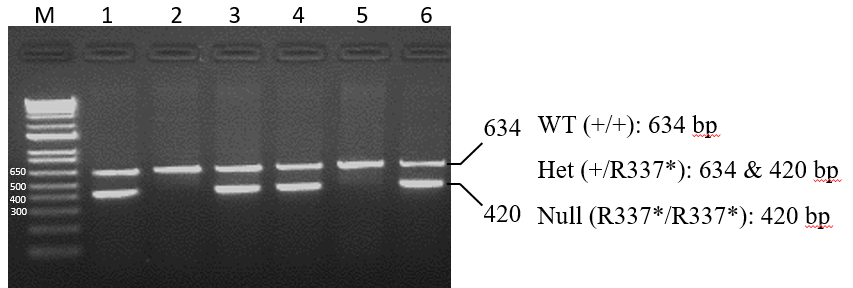 M 1 2 3 4 5 6
650
500
400
300
634
420
WT (+/+): 634 bp
Het (+/R337*): 634 & 420 bp
Null (R337*/R337*): 420 bp